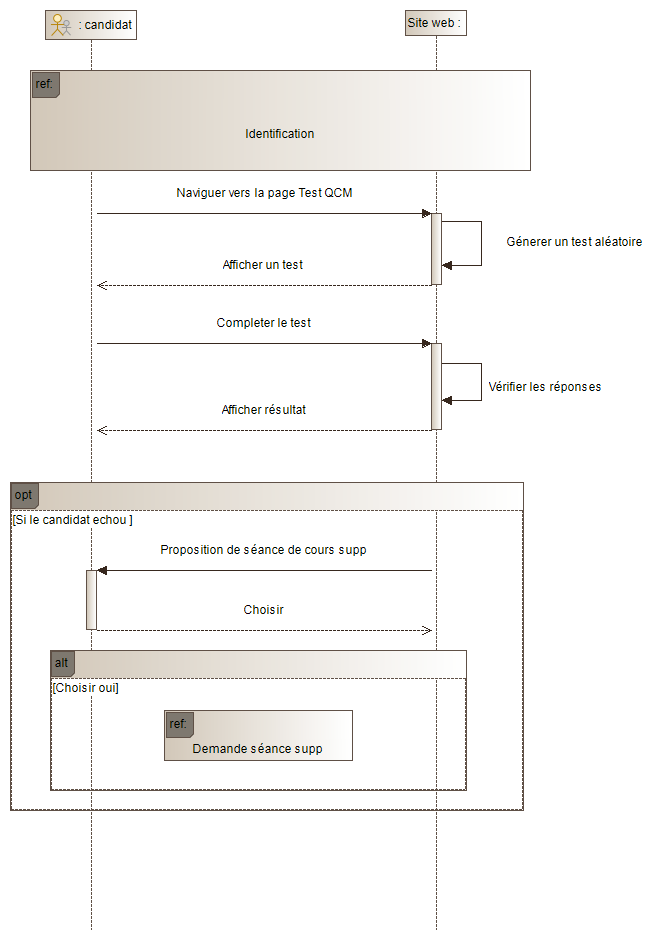 : candidat
Site web :
ref:
Identification
Naviguer vers la page Test QCM
Génerer un test aléatoire
Afficher un test
Completer le test
Vérifier les réponses
Afficher résultat
opt
[Si le candidat echou ]
Proposition de séance de cours supp
Choisir
alt
[Choisir oui]
ref:
Demande séance supp